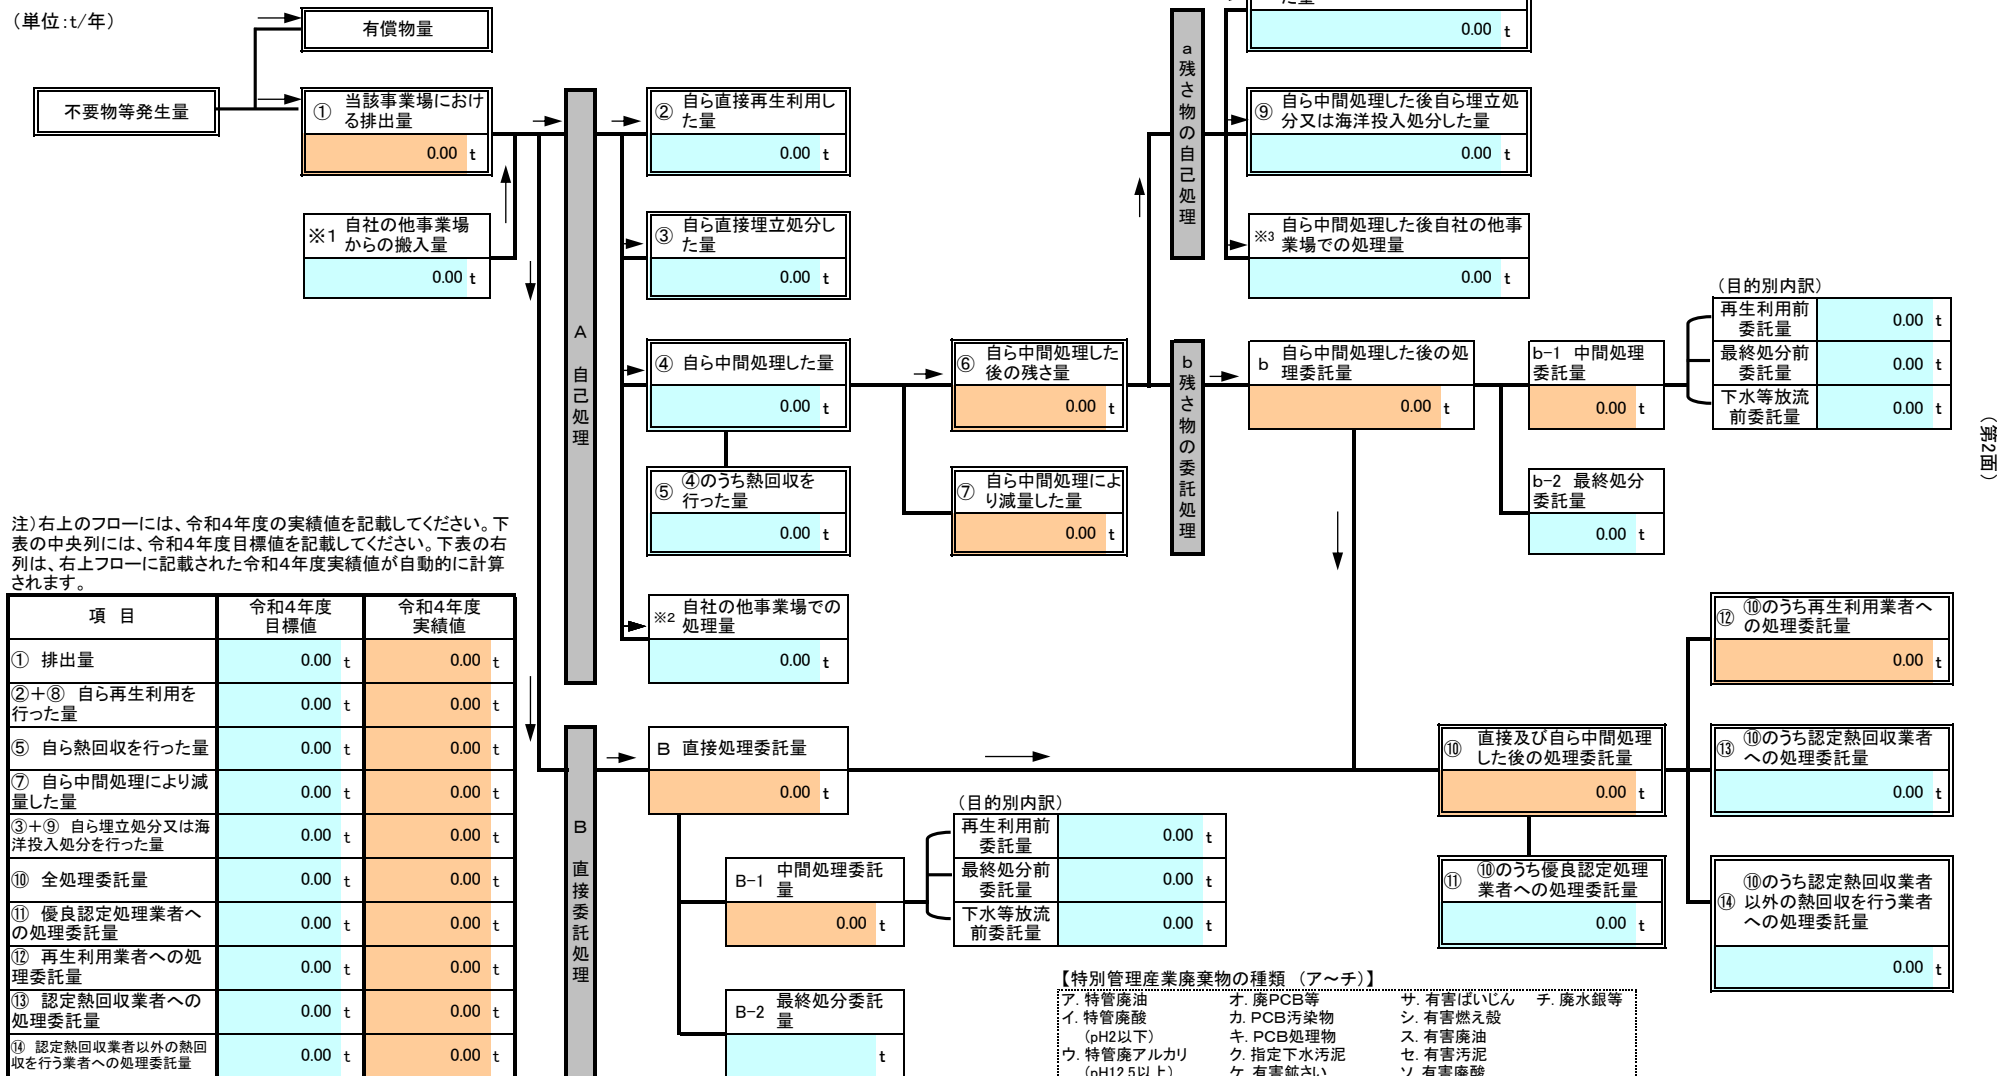 (単位:t/年)
有償物量
不要物等発生量
① 当該事業場におけ
る排出量
0.00 t
※1 自社の他事業場
からの搬入量
0.00 t
A 自己処理
② 自ら直接再生利用し
た量
0.00 t
③ 自ら直接埋立処分し
た量
0.00 t
④ 自ら中間処理した量
0.00 t
⑤ ④のうち熱回収を
行った量
0.00 t
※2 自社の他事業場での
処理量
0.00 t
⑥ 自ら中間処理した
後の残さ量
0.00 t
⑦ 自ら中間処理によ
り減量した量
0.00 t
a 残さ物の自己処理
た量
0.00 t
⑨ 自ら中間処理した後自ら埋立処
分又は海洋投入処分した量
0.00 t
※3 自ら中間処理した後自社の他事
業場での処理量
0.00 t
b 残さ物の委託処理
b 自ら中間処理した後の処
理委託量
0.00 t
b-1 中間処理
委託量
0.00 t
b-2 最終処分
委託量
0.00 t
(目的別内訳)
再生利用前
委託量
0.00 t
最終処分前
委託量
0.00 t
下水等放流
前委託量
0.00 t
(第2面)
注)右上のフローには、令和4年度の実績値を記載してください。下
表の中央列には、令和4年度目標値を記載してください。下表の右
列は、右上フローに記載された令和4年度実績値が自動的に計算
されます。
項 目
令和4年度
目標値
令和4年度
実績値
① 排出量
0.00 t 0.00 t
②+⑧ 自ら再生利用を
行った量
0.00 t 0.00 t
⑤ 自ら熱回収を行った量
0.00 t 0.00 t
⑦ 自ら中間処理により減
量した量
0.00 t 0.00 t
③+⑨ 自ら埋立処分又は海
洋投入処分を行った量
0.00 t 0.00 t
⑩ 全処理委託量
0.00 t 0.00 t
⑪ 優良認定処理業者へ
の処理委託量
0.00 t 0.00 t
⑫ 再生利用業者への処
理委託量
0.00 t 0.00 t
⑬ 認定熱回収業者への
処理委託量
0.00 t 0.00 t
⑭ 認定熱回収業者以外の熱回
収を行う業者への処理委託量
0.00 t 0.00 t
B 直接委託処理
B 直接処理委託量
0.00 t
B-1 中間処理委託
量
0.00 t
B-2 最終処分委託
量
t
(目的別内訳)
再生利用前
委託量
0.00 t
最終処分前
委託量
0.00 t
下水等放流
前委託量
0.00 t
⑩ 直接及び自ら中間処理
した後の処理委託量
0.00 t
⑪ ⑩のうち優良認定処理
業者への処理委託量
0.00 t
⑫ ⑩のうち再生利用業者へ
の処理委託量
0.00 t
⑬ ⑩のうち認定熱回収業者
への処理委託量
0.00 t
⑭ ⑩のうち認定熱回収業者
以外の熱回収を行う業者
への処理委託量
0.00 t
【特別管理産業廃棄物の種類 (ア~チ)】
ア. 特管廃油 オ. 廃PCB等 サ. 有害ばいじん チ. 廃水銀等
イ. 特管廃酸 カ. PCB汚染物 シ. 有害燃え殻
(pH2以下) キ. PCB処理物 ス. 有害廃油
ウ. 特管廃アルカリ ク. 指定下水汚泥 セ. 有害汚泥
(pH12.5以上) ケ. 有害鉱さい ソ. 有害廃酸